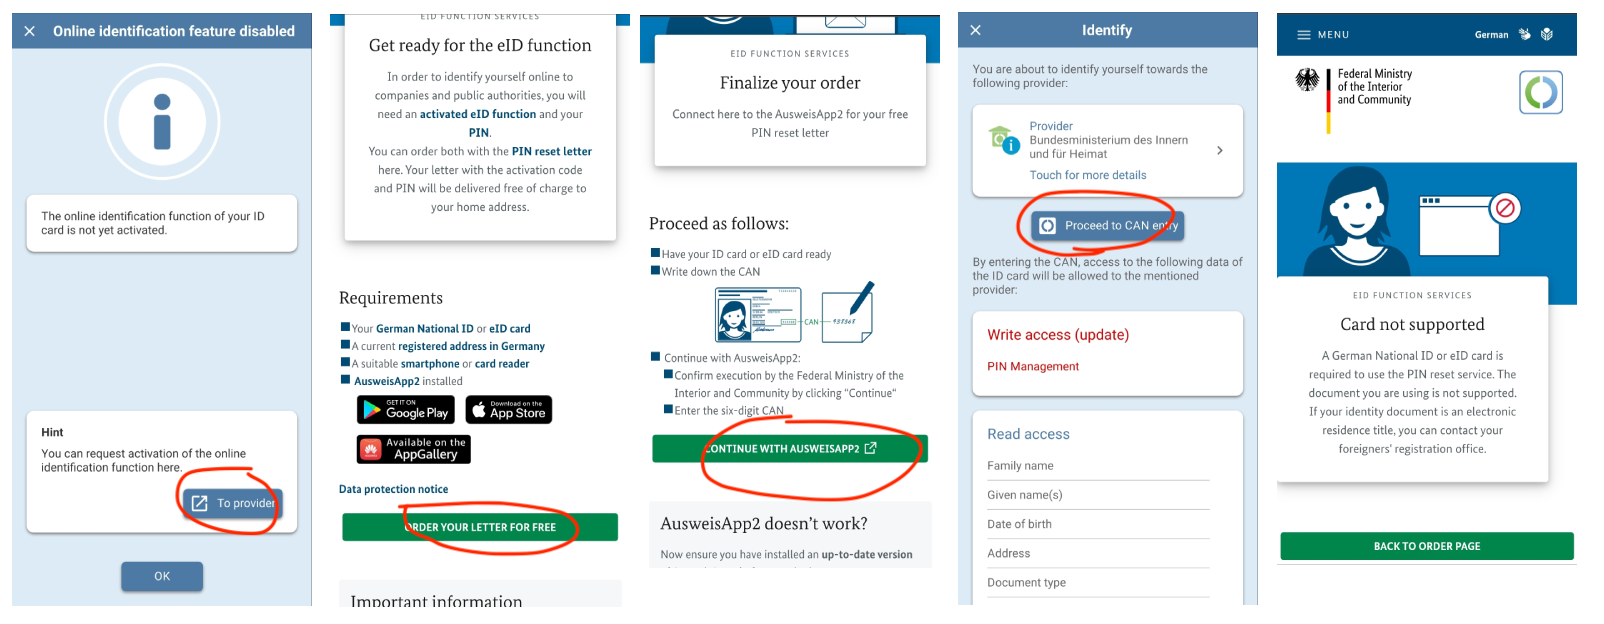 Online identification feature disabled
The online identification function of your ID
card is not yet activated.
Hint
You can request activation of the online
identification function here.
To provider
OK
EID FUNCTION SERVICES
Get ready for the eID function
In order to identify yourself online to
companies and public authorities, you will
need an activated eID function and your
PIN.
You can order both with the PIN reset letter
here. Your letter with the activation code
and PIN will be delivered free of charge to
your home address.
Requirements
Your German National ID or eID card
A current registered address in Germany
A suitable smartphone or card reader
AusweisApp2 installed
GET IT ON
Google Play
Download on the
App Store
Available on the
AppGallery
Data protection notice
ORDER YOUR LETTER FOR FREE
Important information
EID FUNCTION SERVICES
Finalize your order
Connect here to the AusweisApp2 for your free
PIN reset letter
Proceed as follows:
Have your ID card or eID card ready
Write down the CAN
CAN
Continue with AusweisApp2:
Confirm execution by the Federal Ministry of the
Interior and Community by clicking "Continue"
Enter the six-digit CAN
CONTINUE WITH AUSWEISAPP2
AusweisApp2 doesn't work?
Now ensure you have installed an up-to-date version
Identify
You are about to identify yourself towards the
following provider:
Provider
Bundesministerium des Innern
und für Heimat
Touch for more details
Proceed to CAN entry
By entering the CAN, access to the following data of
the ID card will be allowed to the mentioned
provider:
Write access (update)
PIN Management
Read access
Family name
Given name(s)
Date of birth
Address
Document type
MENU
German
Federal Ministry
of the Interior
and Community
EID FUNCTION SERVICES
Card not supported
A German National ID or eID card is
required to use the PIN reset service. The
document you are using is not supported.
If your identity document is an electronic
residence title, you can contact your
foreigners' registration office.
BACK TO ORDER PAGE